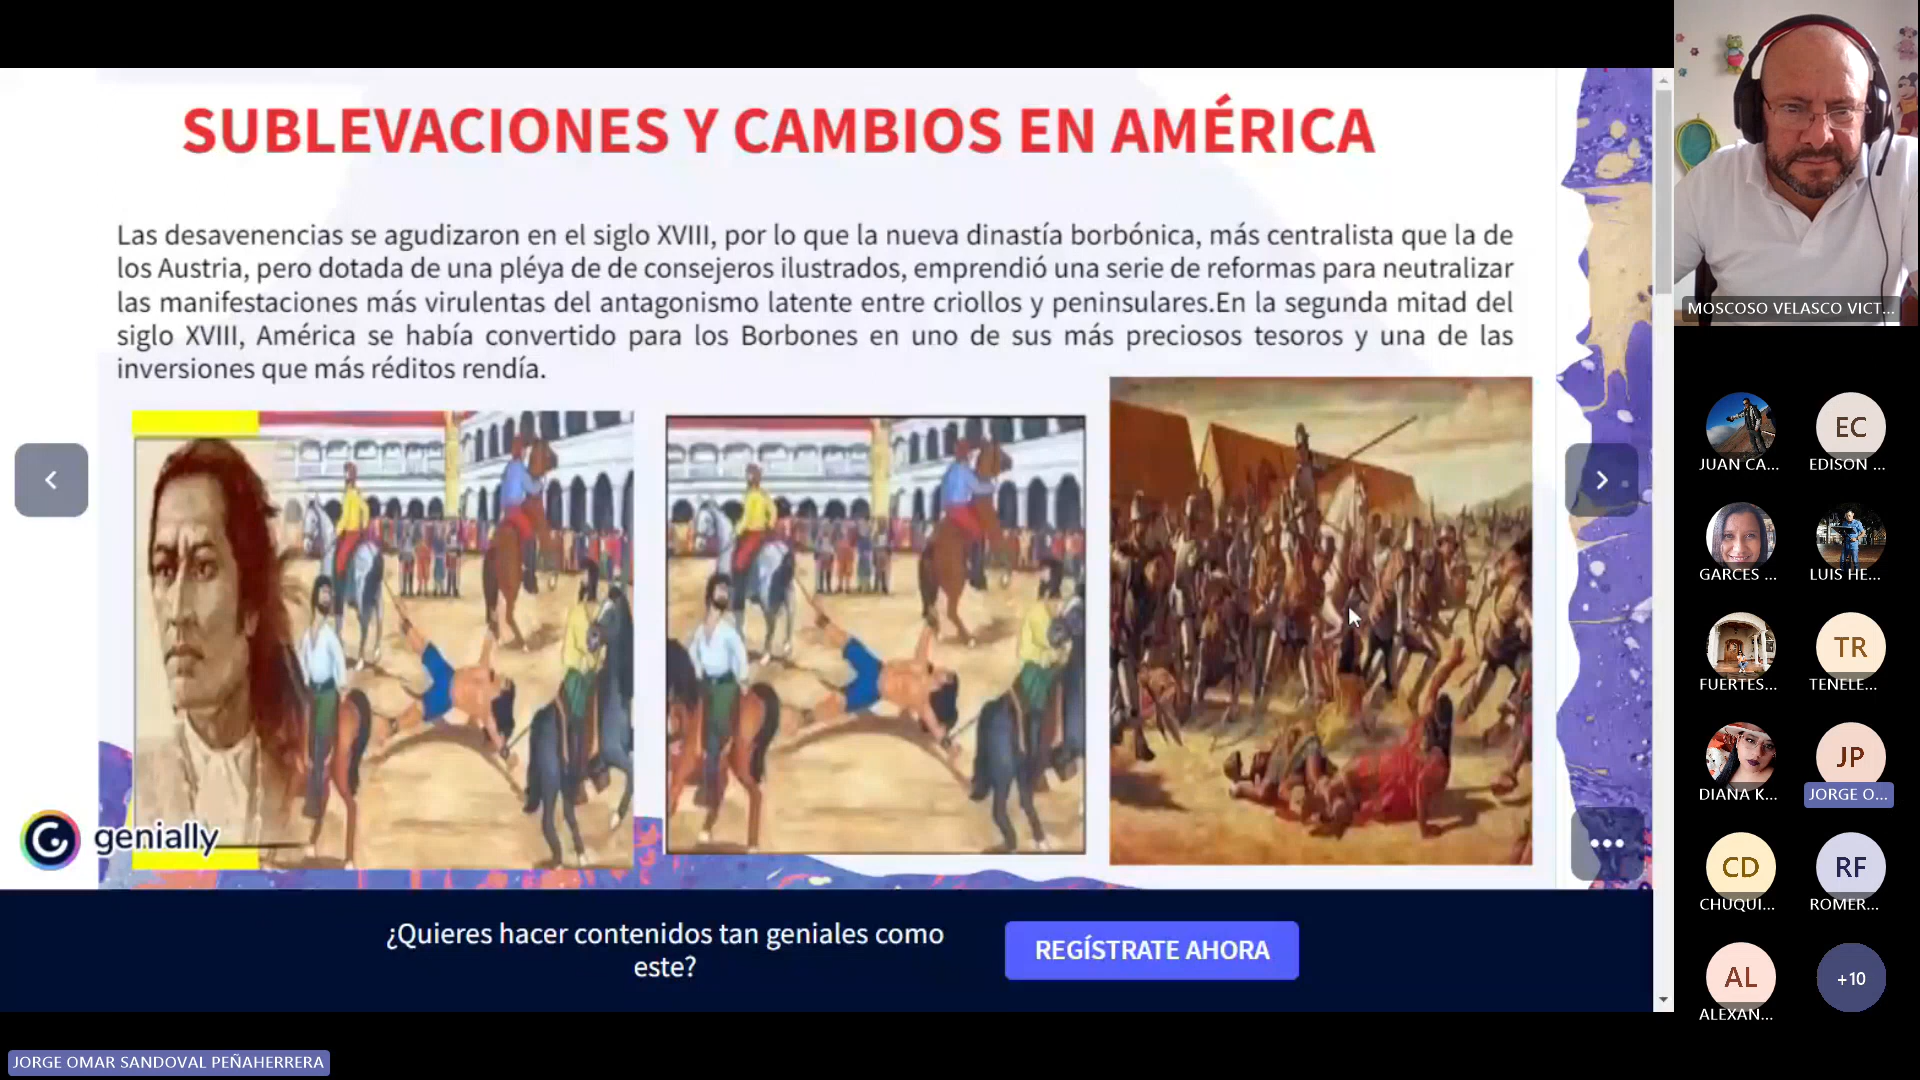 SUBLEVACIONES Y CAMBIOS EN AMÉRICA
Las desavenencias se agudizaron en el siglo XVIII, por lo que la nueva dinastía borbónica, más centralista que la de
los Austria, pero dotada de una pléya de de consejeros ilustrados, emprendió una serie de reformas para neutralizar
las manifestaciones más virulentas del antagonismo latente entre criollos y peninsulares.En la segunda mitad del
siglo XVIII, América se había convertido para los Borbones en uno de sus más preciosos tesoros y una de las
inversiones que más réditos rendía.
genially
¿Quieres hacer contenidos tan geniales como
este?
REGÍSTRATE AHORA
JORGE OMAR SANDOVAL PEÑAHERRERA
MOSCOSO VELASCO VICT...
JUAN CA...
EC
EDISON ...
GARCES ...
LUIS HE...
FUERTES...
TR
TENELE...
DIANA K...
JP
JORGE O...
CD
CHUQUI...
RF
ROMER...
AL
ALEXAN...
+10